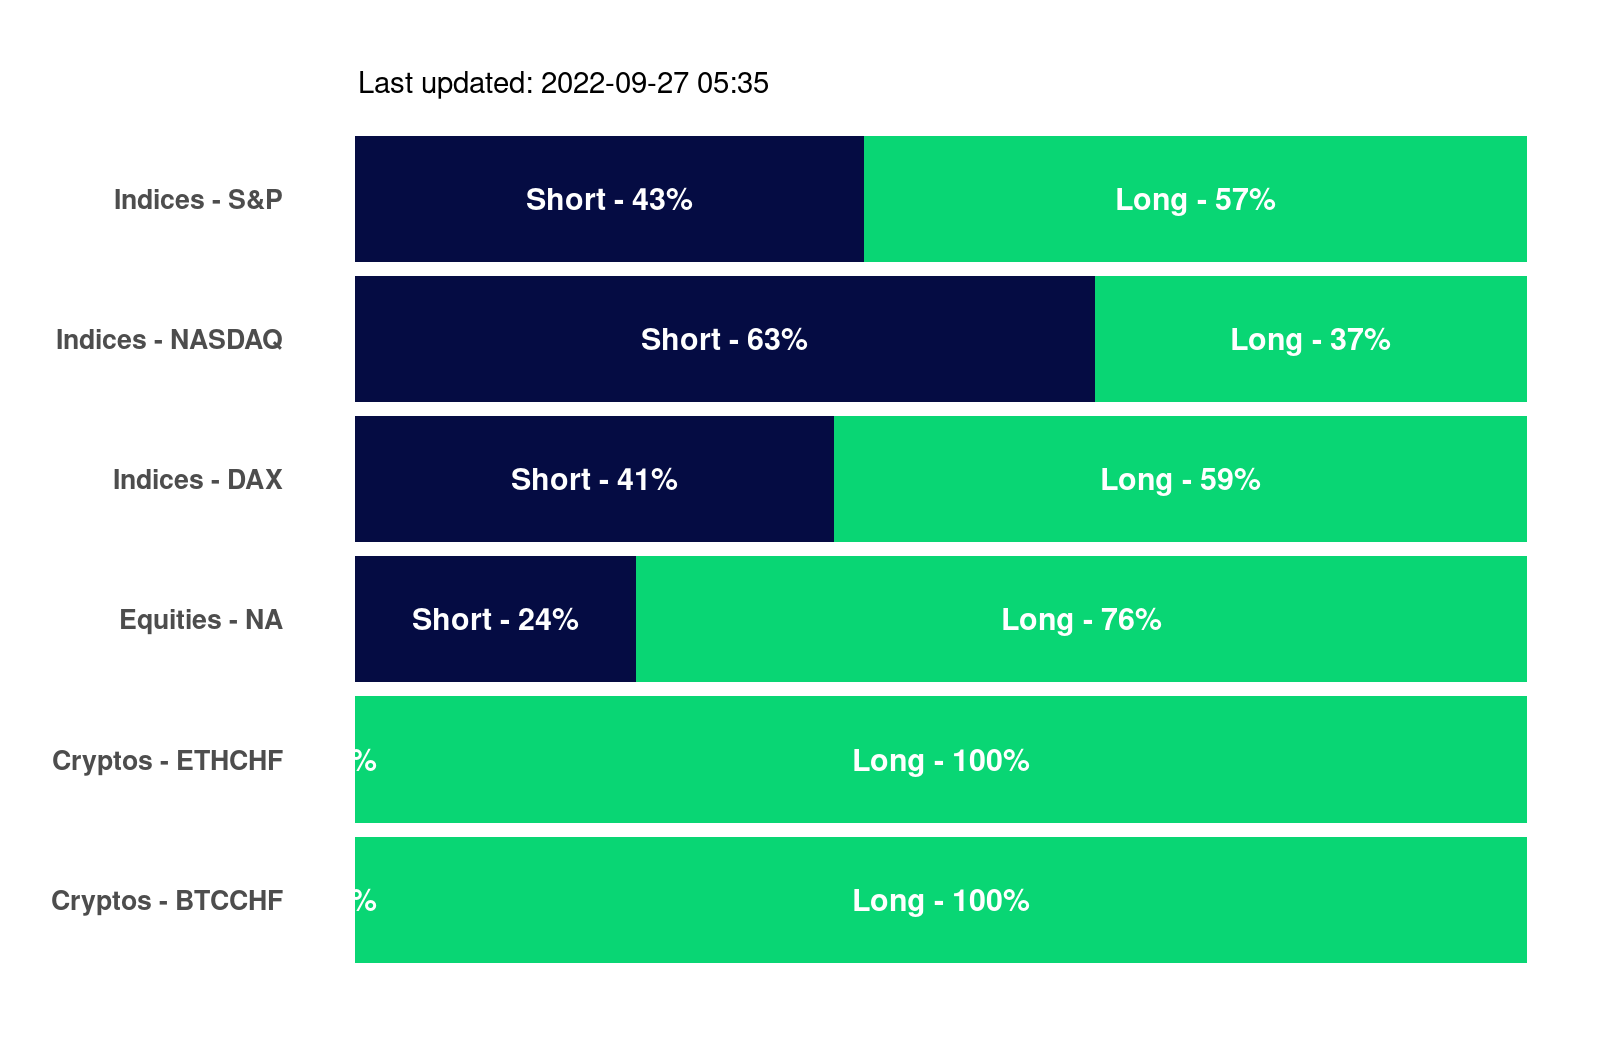 Last updated: 2022-09-27 05:35
Indices - S&P Short - 43% Long - 57%
Indices - NASDAQ Short - 63% Long - 37%
Indices - DAX Short - 41% Long - 59%
Equities - NA Short - 24% Long - 76%
Cryptos - ETHCHF % Long - 100%
Cryptos - BTCCHF % Long - 100%